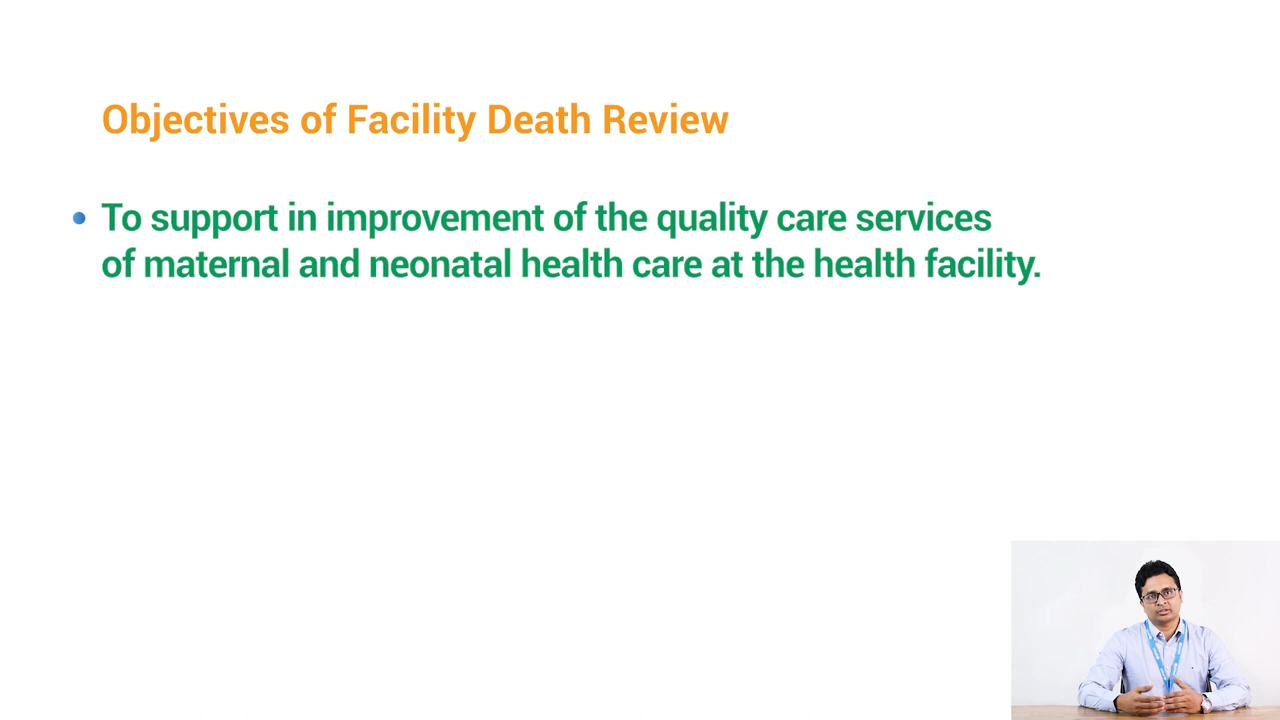 Objectives of Facility Death Review
• To support in improvement of the quality care services
of maternal and neonatal health care at the health facility.